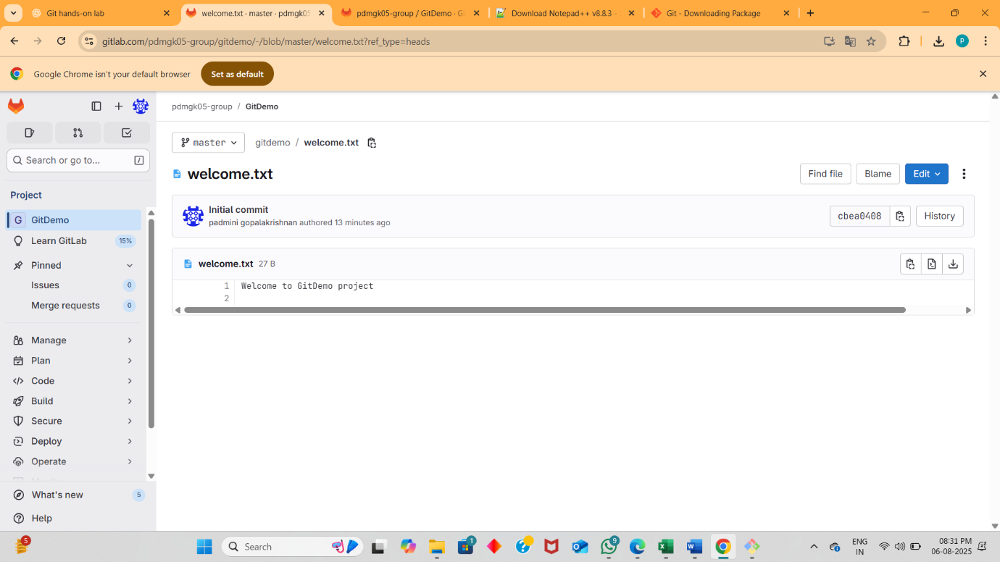 Git hands-on lab
welcome.txt · master · pdmgk05
pdmgk05-group / GitDemo · Gi
Download Notepad++ v8.8.3 -
Git - Downloading Package
gitlab.com/pdmgk05-group/gitdemo/-/blob/master/welcome.txt?ref_type=heads
P
Google Chrome isn't your default browser
Set as default
pdmgk05-group / GitDemo
master
gitdemo / welcome.txt
Search or go to...
/
welcome.txt
Find file
Blame
Edit
Project
Initial commit
padmini gopalakrishnan authored 13 minutes ago
cbea0408
History
G GitDemo
Learn GitLab 15%
Pinned
Issues 0
Merge requests 0
welcome.txt 27 B
1 Welcome to GitDemo project
2
Manage
Plan
Code
Build
Secure
Deploy
Operate
What's new 5
Help
5
Search
1
9
ENG
IN
08:31 PM
06-08-2025